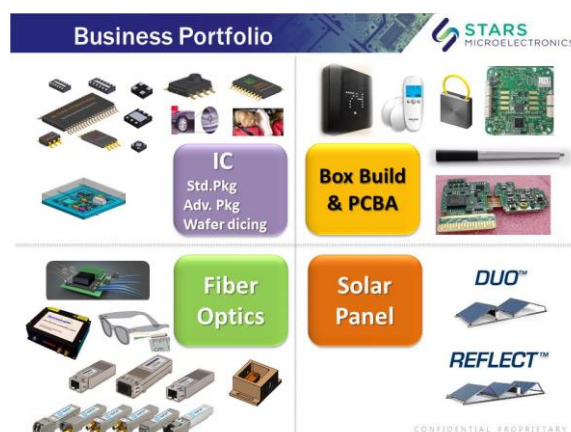 Business Portfolio
STARS
MICROELECTRONICS
IC
Std.Pkg
Adv. Pkg
Wafer dicing
Box Build
& PCBA
Fiber
Optics
Solar
Panel
DUO™
REFLECT™
CONFIDENTIAL PROPRIETARY